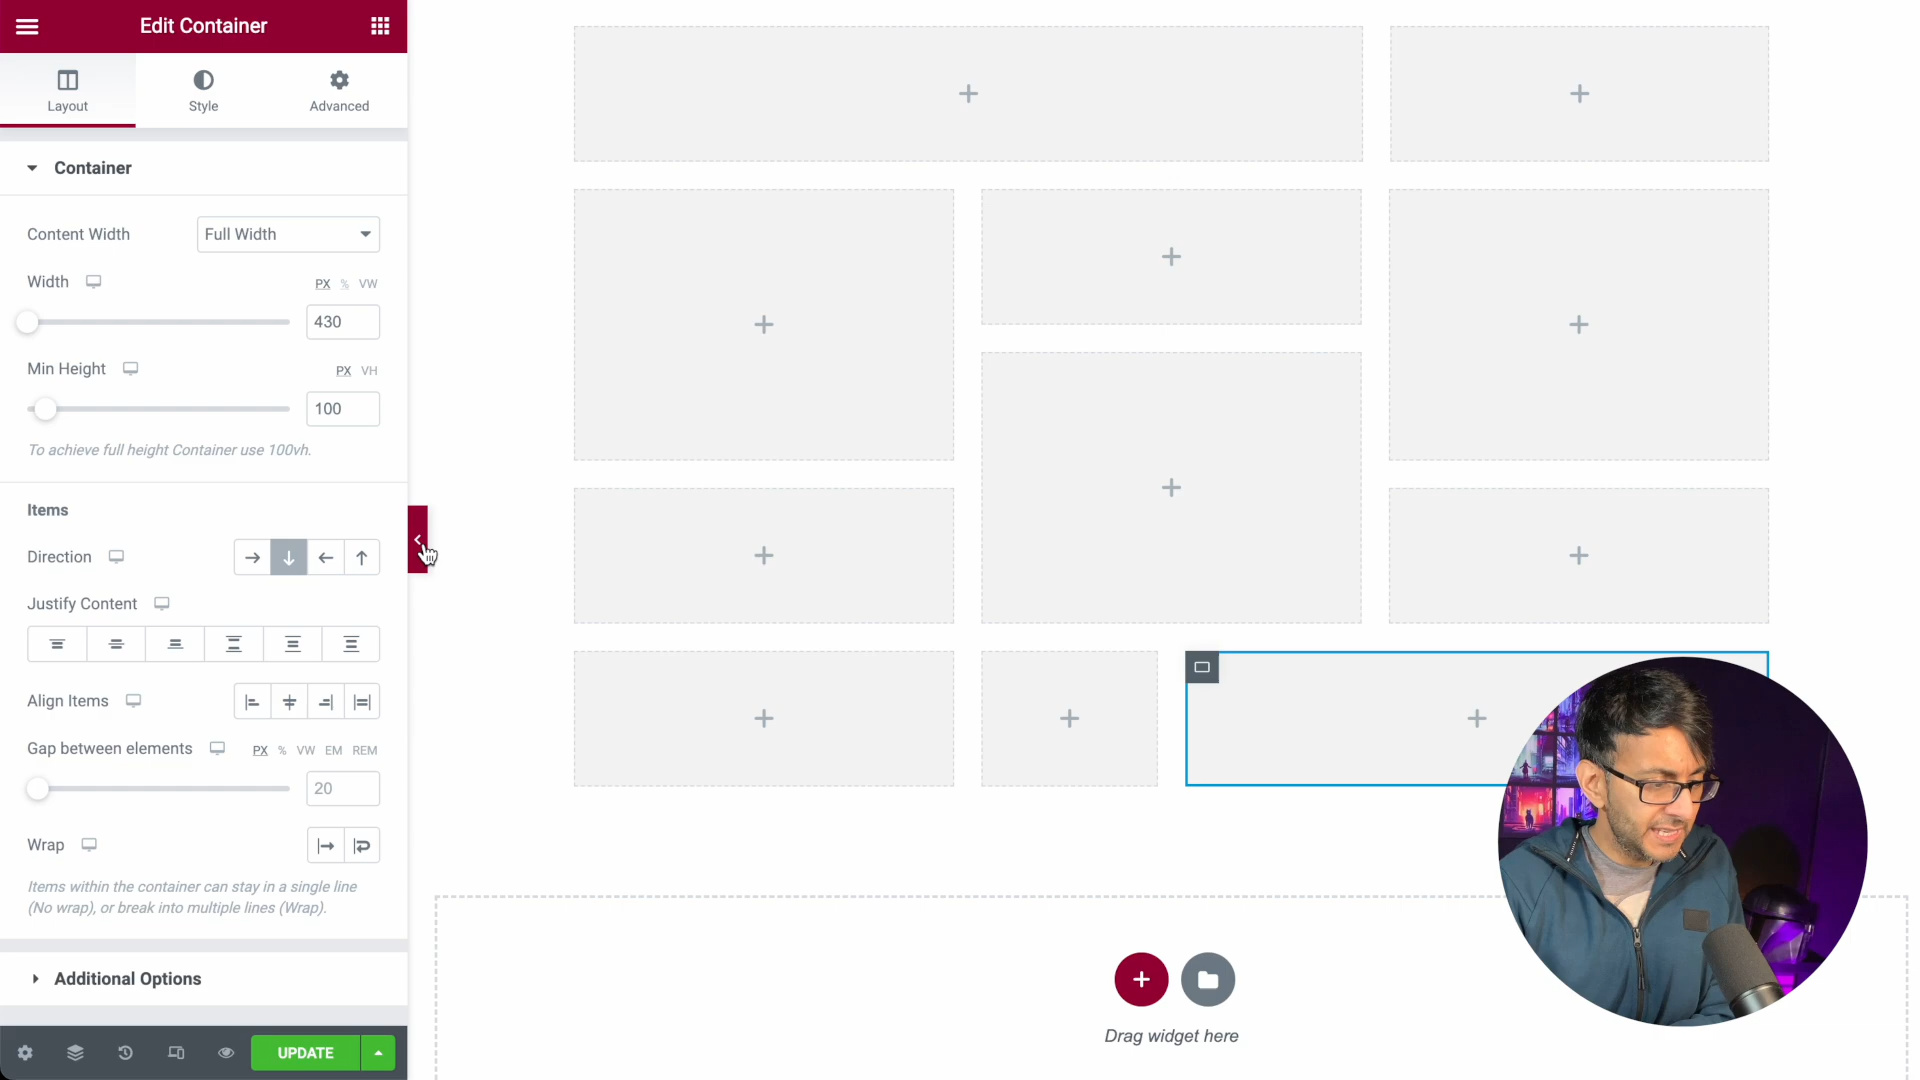 Edit Container
Layout
Style
Advanced
Container
Content Width
Full Width
Width
PX % VW
430
Min Height
PX VH
100
To achieve full height Container use 100vh.
Items
Direction
Justify Content
Align Items
Gap between elements
PX % VW EM REM
20
Wrap
Items within the container can stay in a single line
(No wrap), or break into multiple lines (Wrap).
Additional Options
UPDATE
Drag widget here